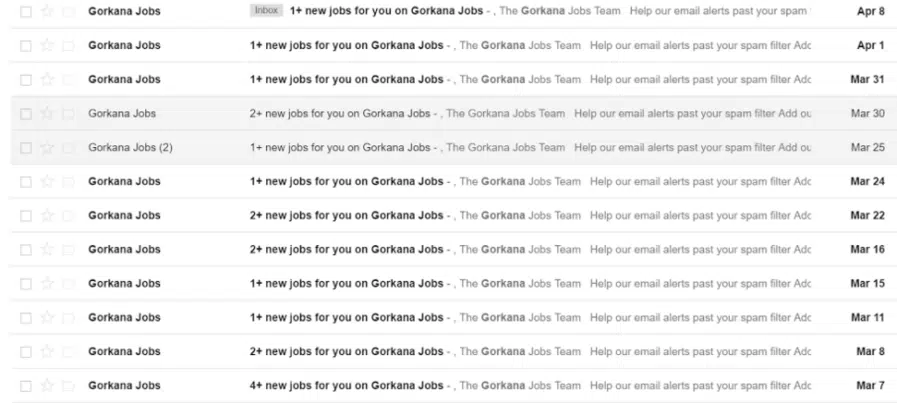 Gorkana Jobs Inbox 1+ new jobs for you on Gorkana Jobs - , The Gorkana Jobs Team Help our email alerts past your spam Apr 8
Gorkana Jobs 1+ new jobs for you on Gorkana Jobs - , The Gorkana Jobs Team Help our email alerts past your spam filter Adc Apr 1
Gorkana Jobs 1+ new jobs for you on Gorkana Jobs - , The Gorkana Jobs Team Help our email alerts past your spam filter Adc Mar 31
Gorkana Jobs 2+ new jobs for you on Gorkana Jobs - , The Gorkana Jobs Team Help our email alerts past your spam filter Add ou Mar 30
Gorkana Jobs (2) 1+ new jobs for you on Gorkana Jobs - , The Gorkana Jobs Team Help our email alerts past your spam filter Add ou Mar 25
Gorkana Jobs 1+ new jobs for you on Gorkana Jobs - , The Gorkana Jobs Team Help our email alerts past your spam filter Adc Mar 24
Gorkana Jobs 2+ new jobs for you on Gorkana Jobs - , The Gorkana Jobs Team Help our email alerts past your spam filter Adc Mar 22
Gorkana Jobs 2+ new jobs for you on Gorkana Jobs - , The Gorkana Jobs Team Help our email alerts past your spam filter Adc Mar 16
Gorkana Jobs 1+ new jobs for you on Gorkana Jobs - , The Gorkana Jobs Team Help our email alerts past your spam filter Adc Mar 15
Gorkana Jobs 1+ new jobs for you on Gorkana Jobs - , The Gorkana Jobs Team Help our email alerts past your spam filter Adc Mar 11
Gorkana Jobs 2+ new jobs for you on Gorkana Jobs - , The Gorkana Jobs Team Help our email alerts past your spam filter Adc Mar 8
Gorkana Jobs 4+ new jobs for you on Gorkana Jobs - , The Gorkana Jobs Team Help our email alerts past your spam filter Adc Mar 7